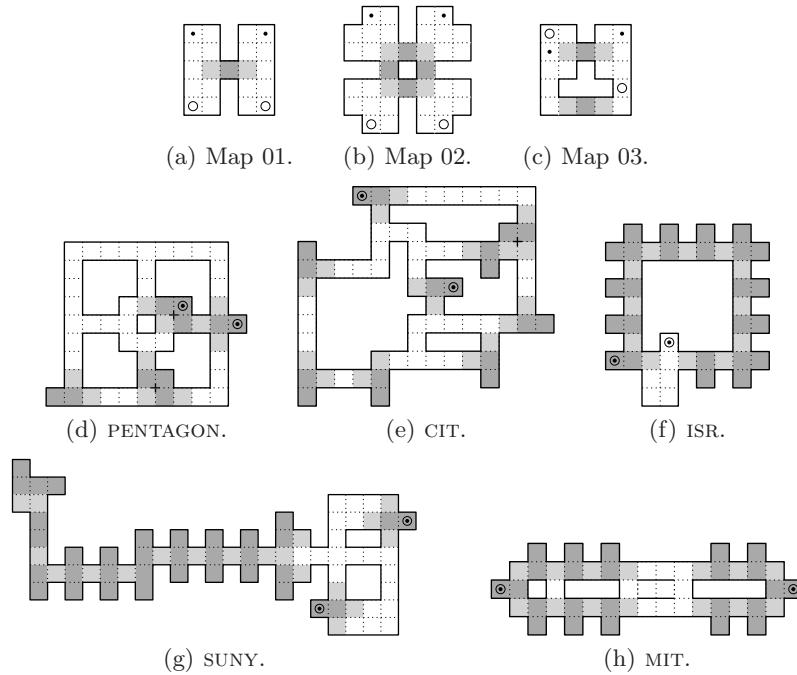 (a) Map 01. (b) Map 02. (c) Map 03.
(d) PENTAGON. (e) CIT. (f) ISR.
(g) SUNY. (h) MIT.